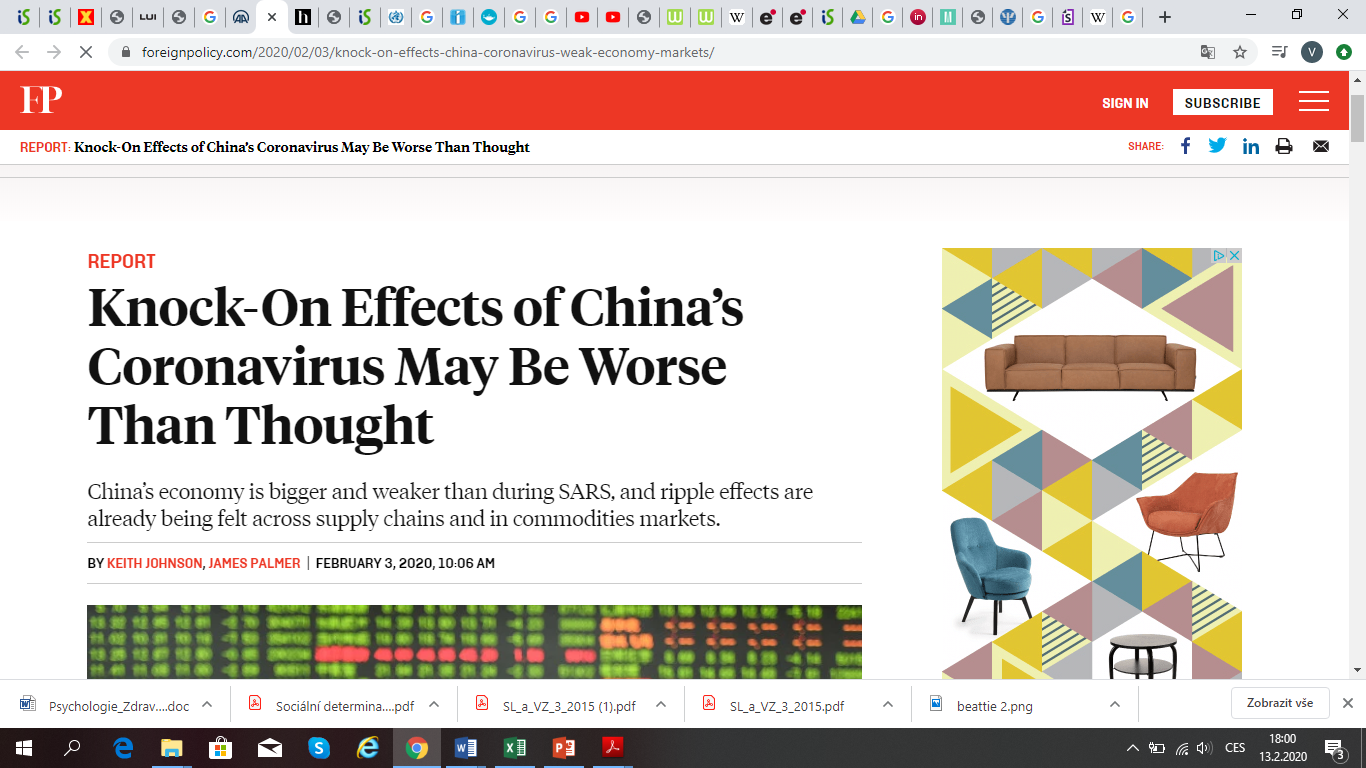 foreignpolicy.com/2020/02/03/knock-on-effects-china-coronavirus-weak-economy-markets/
V
FP
SIGN IN
SUBSCRIBE
REPORT: Knock-On Effects of China's Coronavirus May Be Worse Than Thought
SHARE:
REPORT
Knock-On Effects of China's
Coronavirus May Be Worse
Than Thought
China's economy is bigger and weaker than during SARS, and ripple effects are
already being felt across supply chains and in commodities markets.
BY KEITH JOHNSON, JAMES PALMER | FEBRUARY 3, 2020, 10:06 AM
Psychologie_Zdrav....doc
Sociální determina....pdf
SL_a_VZ_3_2015 (1).pdf
SL_a_VZ_3_2015.pdf
beattie 2.png
Zobrazit vše
CES
18:00
13.2.2020
3